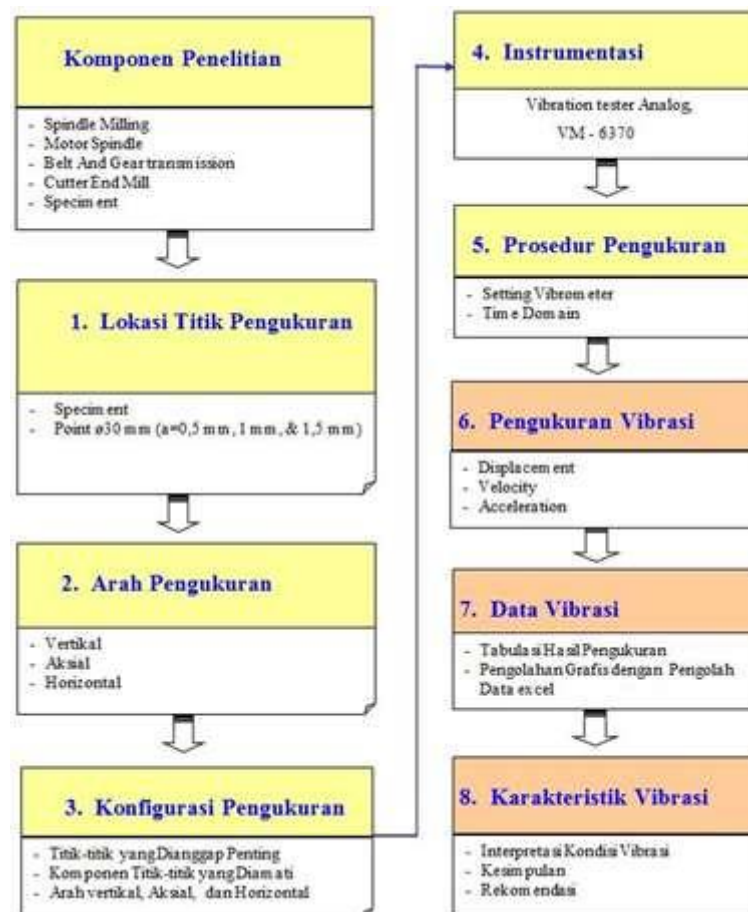 Komponen Penelitian
- Spindle Milling
- Motor Spindle
- Belt And Gear transmission
- Cutter End Mill
- Speciment
1. Lokasi Titik Pengukuran
- Speciment
- Point ø30 mm (a=0,5 mm, 1 mm, & 1,5 mm)
2. Arah Pengukuran
- Vertikal
- Aksial
- Horizontal
3. Konfigurasi Pengukuran
- Titik-titik yang Dianggap Penting
- Komponen Titik-titik yang Diamati
- Arah vertikal, Aksial, dan Horizontal
4. Instrumentasi
Vibration tester Analog,
VM - 6370
5. Prosedur Pengukuran
- Setting Vibrometer
- Time Domain
6. Pengukuran Vibrasi
- Displacement
- Velocity
- Acceleration
7. Data Vibrasi
- Tabulasi Hasil Pengukuran
- Pengolahan Grafis dengan Pengolah
Data excel
8. Karakteristik Vibrasi
- Interpretasi Kondisi Vibrasi
- Kesimpulan
- Rekomendasi